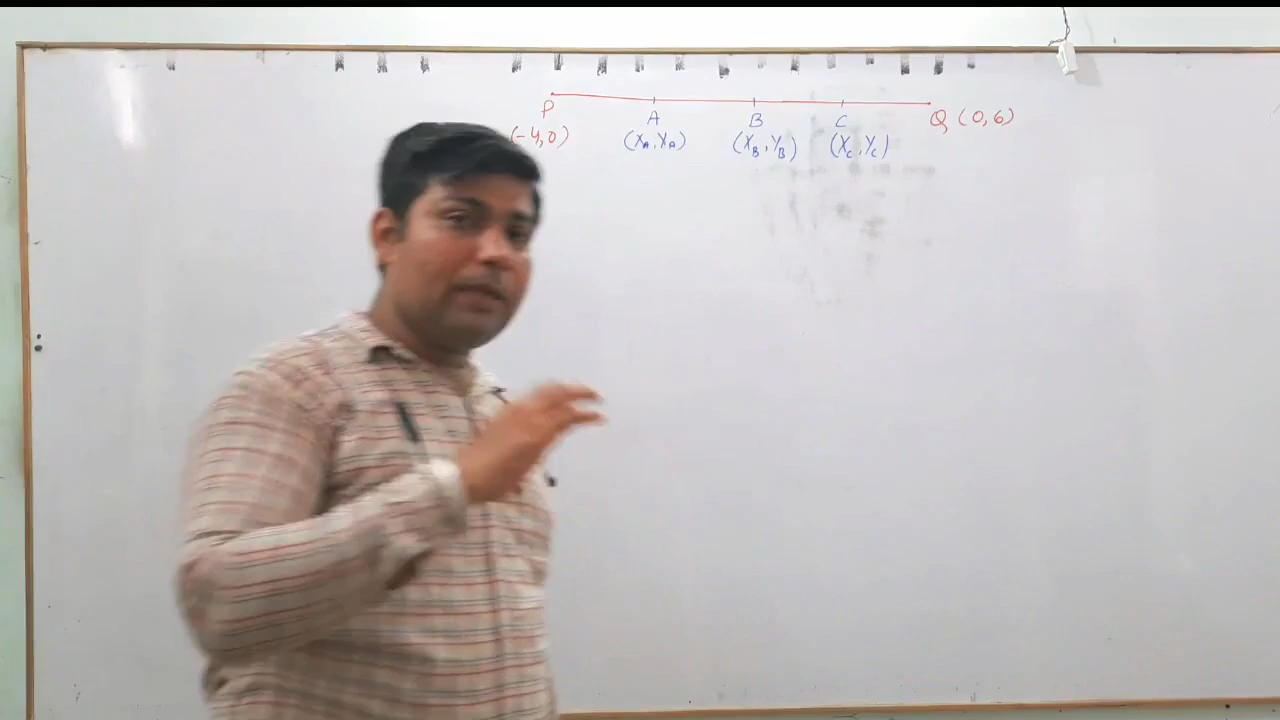 P A B C Q (0,6)
(-4,0) (X_A, Y_A) (X_B, Y_B) (X_C, Y_C)